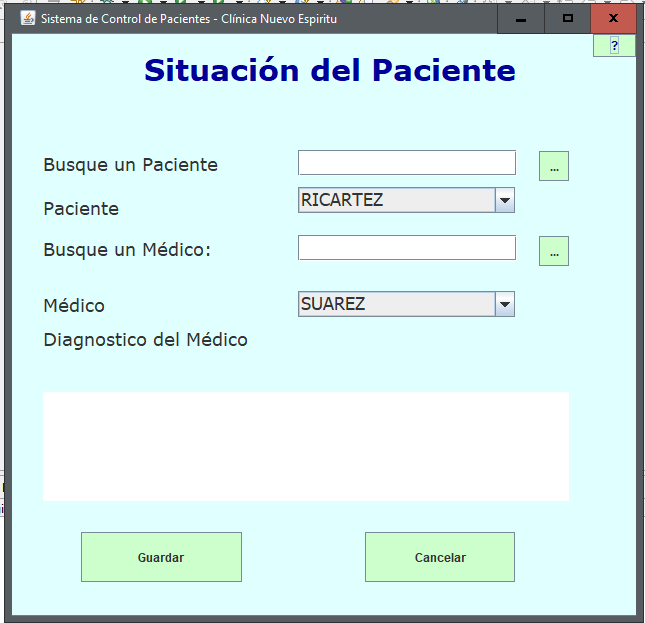 Sistema de Control de Pacientes - Clínica Nuevo Espiritu
?
Situación del Paciente
Busque un Paciente
...
Paciente
RICARTEZ
Busque un Médico:
...
Médico
SUAREZ
Diagnostico del Médico
Guardar
Cancelar